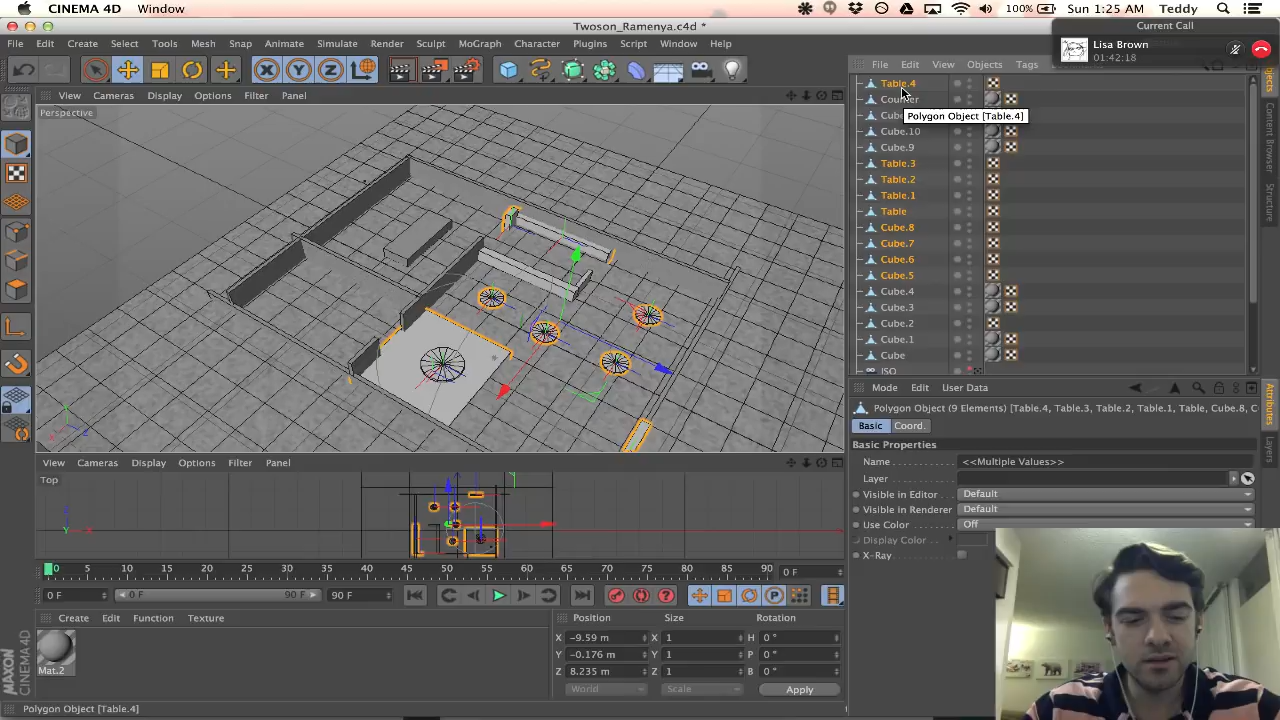 CINEMA 4D Window 100% Sun 1:25 AM Teddy
Twoson_Ramenya.c4d *
Current Call
Lisa Brown
01:42:18
File Edit Create Select Tools Mesh Snap Animate Simulate Render Sculpt MoGraph Character Plugins Script Window Help
X Y Z
File Edit View Objects Tags
View Cameras Display Options Filter Panel
Perspective
Table.4
Counter
Polygon Object [Table.4]
Cube.10
Cube.9
Table.3
Table.2
Table.1
Table
Cube.8
Cube.7
Cube.6
Cube.5
Cube.4
Cube.3
Cube.2
Cube.1
Cube
ISO
Structure
Attributes
Layers
Mode Edit User Data
Polygon Object (9 Elements) [Table.4, Table.3, Table.2, Table.1, Table, Cube.8, C
Basic Coord.
Basic Properties
Name <<Multiple Values>>
Layer
Visible in Editor Default
Visible in Renderer Default
Use Color Off
Display Color
X-Ray
View Cameras Display Options Filter Panel
Top
0 5 10 15 20 25 30 35 40 45 50 55 60 65 70 75 80 85 90 0 F
0 F 0 F 90 F 90 F
Create Edit Function Texture
Mat.2
Position Size Rotation
X -9.59 m X 1 H 0 °
Y -0.176 m Y 1 P 0 °
Z 8.235 m Z 1 B 0 °
World Scale Apply
MAXON CINEMA 4D
Polygon Object [Table.4]